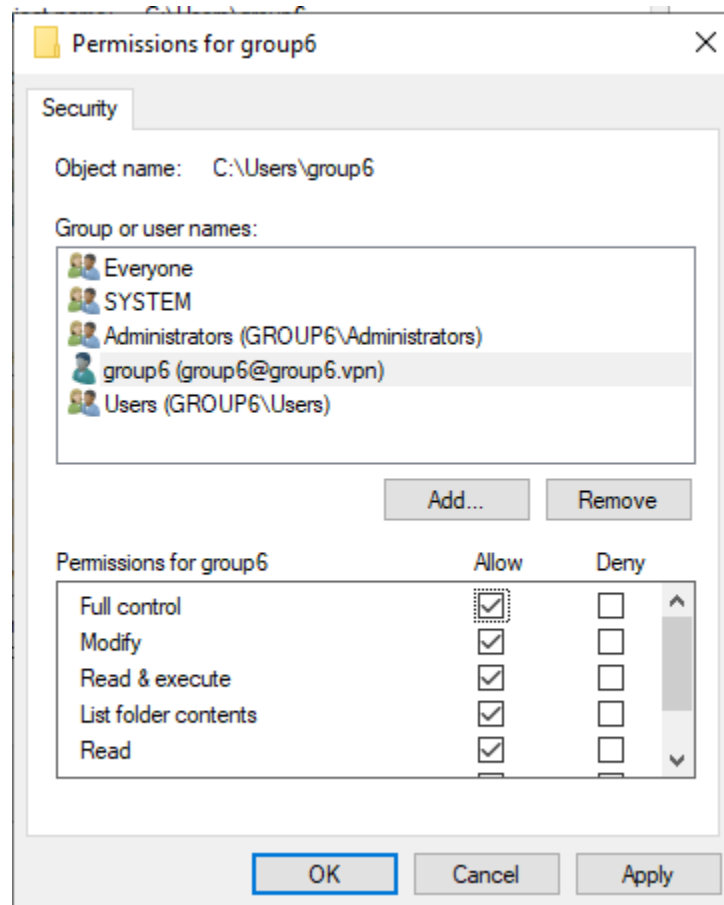 Permissions for group6
Security
Object name: C:\Users\group6
Group or user names:
Everyone
SYSTEM
Administrators (GROUP6\Administrators)
group6 (group6@group6.vpn)
Users (GROUP6\Users)
Add... Remove
Permissions for group6 Allow Deny
Full control
Modify
Read & execute
List folder contents
Read
OK Cancel Apply